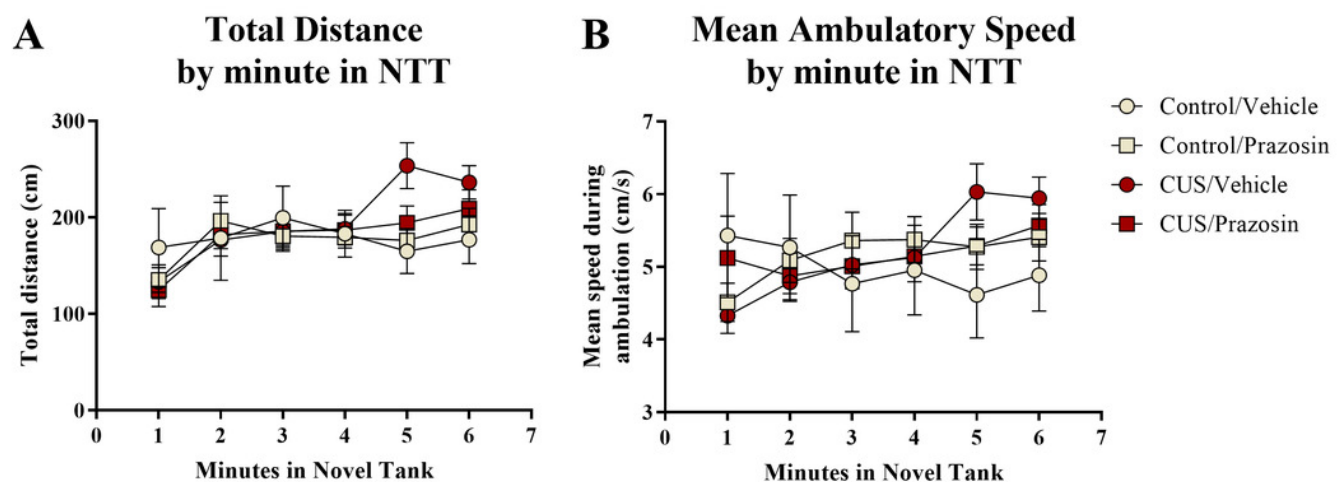 A
Total Distance
by minute in NTT
300
200
100
0
Total distance (cm)
0 1 2 3 4 5 6 7
Minutes in Novel Tank
B
Mean Ambulatory Speed
by minute in NTT
7
6
5
4
3
Mean speed during
ambulation (cm/s)
0 1 2 3 4 5 6 7
Minutes in Novel Tank
Control/Vehicle
Control/Prazosin
CUS/Vehicle
CUS/Prazosin